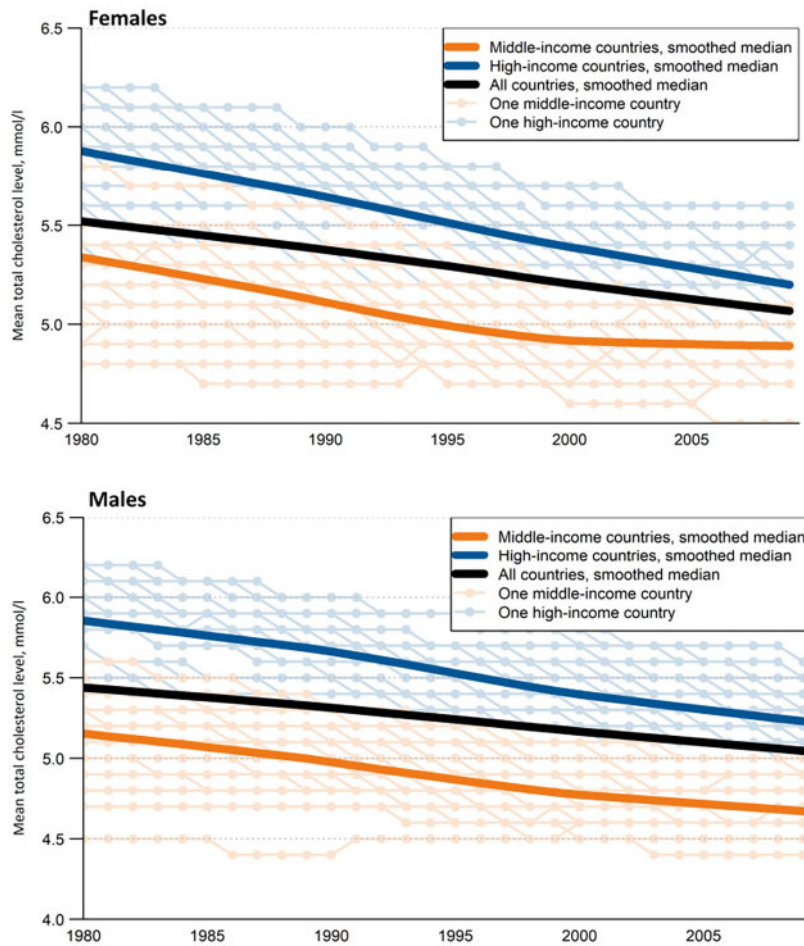 Females
Mean total cholesterol level, mmol/l
6.5
6.0
5.5
5.0
4.5
Middle-income countries, smoothed median
High-income countries, smoothed median
All countries, smoothed median
One middle-income country
One high-income country
1980
1985
1990
1995
2000
2005
Males
Mean total cholesterol level, mmol/l
6.5
6.0
5.5
5.0
4.5
4.0
Middle-income countries, smoothed median
High-income countries, smoothed median
All countries, smoothed median
One middle-income country
One high-income country
1980
1985
1990
1995
2000
2005